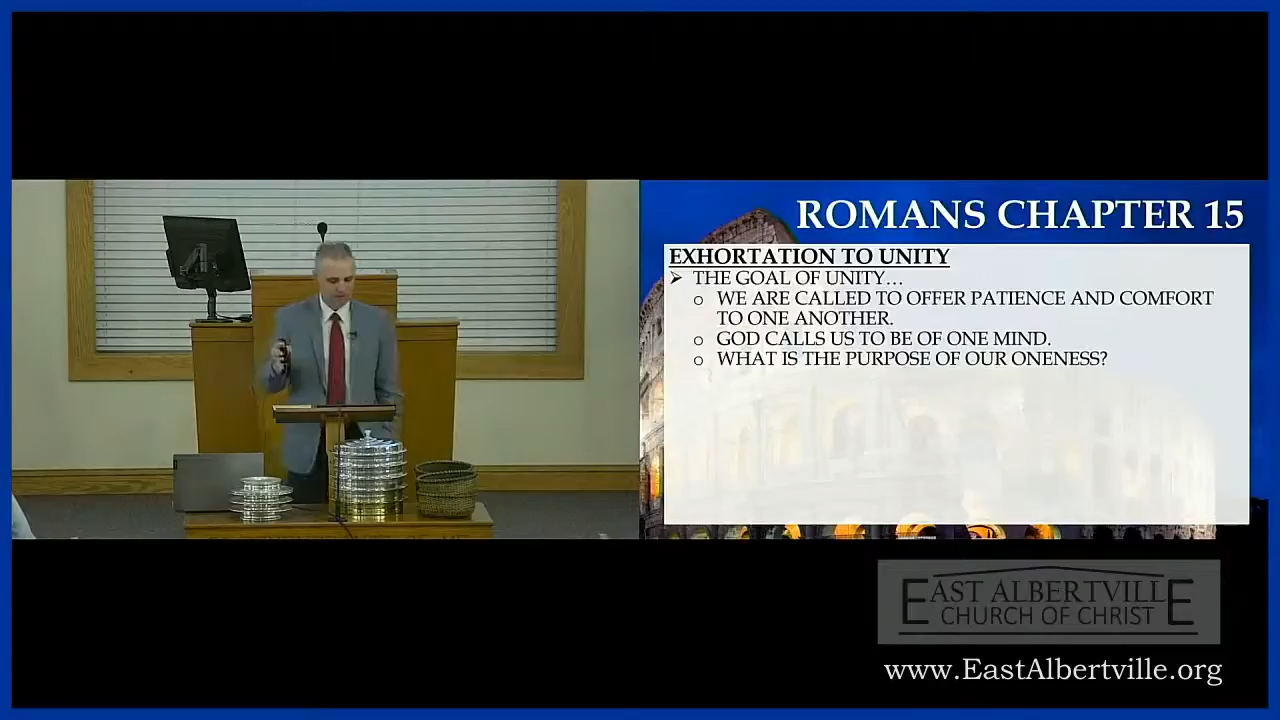 ROMANS CHAPTER 15
EXHORTATION TO UNITY
➢ THE GOAL OF UNITY…
o WE ARE CALLED TO OFFER PATIENCE AND COMFORT
TO ONE ANOTHER.
o GOD CALLS US TO BE OF ONE MIND.
o WHAT IS THE PURPOSE OF OUR ONENESS?
EAST ALBERTVILLE
CHURCH OF CHRIST
www.EastAlbertville.org